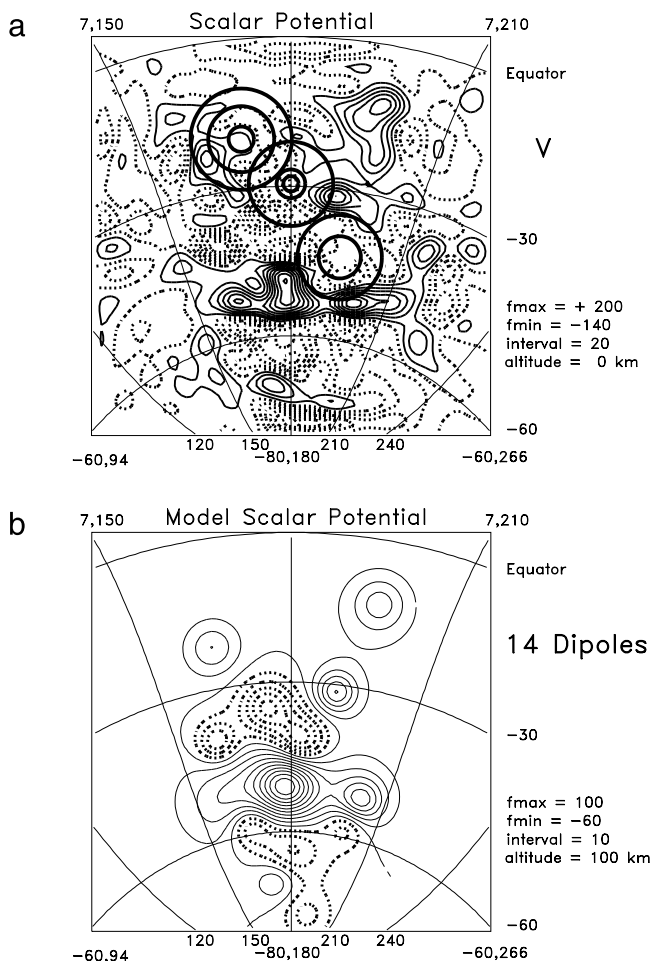 a
Scalar Potential
7,150
7,210
Equator
V
-30
fmax = + 200
fmin = -140
interval = 20
altitude = 0 km
-60
120 150 210 240
-60,94 -80,180 -60,266
b
Model Scalar Potential
7,150
7,210
Equator
14 Dipoles
-30
fmax = 100
fmin = -60
interval = 10
altitude = 100 km
-60
120 150 210 240
-60,94 -80,180 -60,266